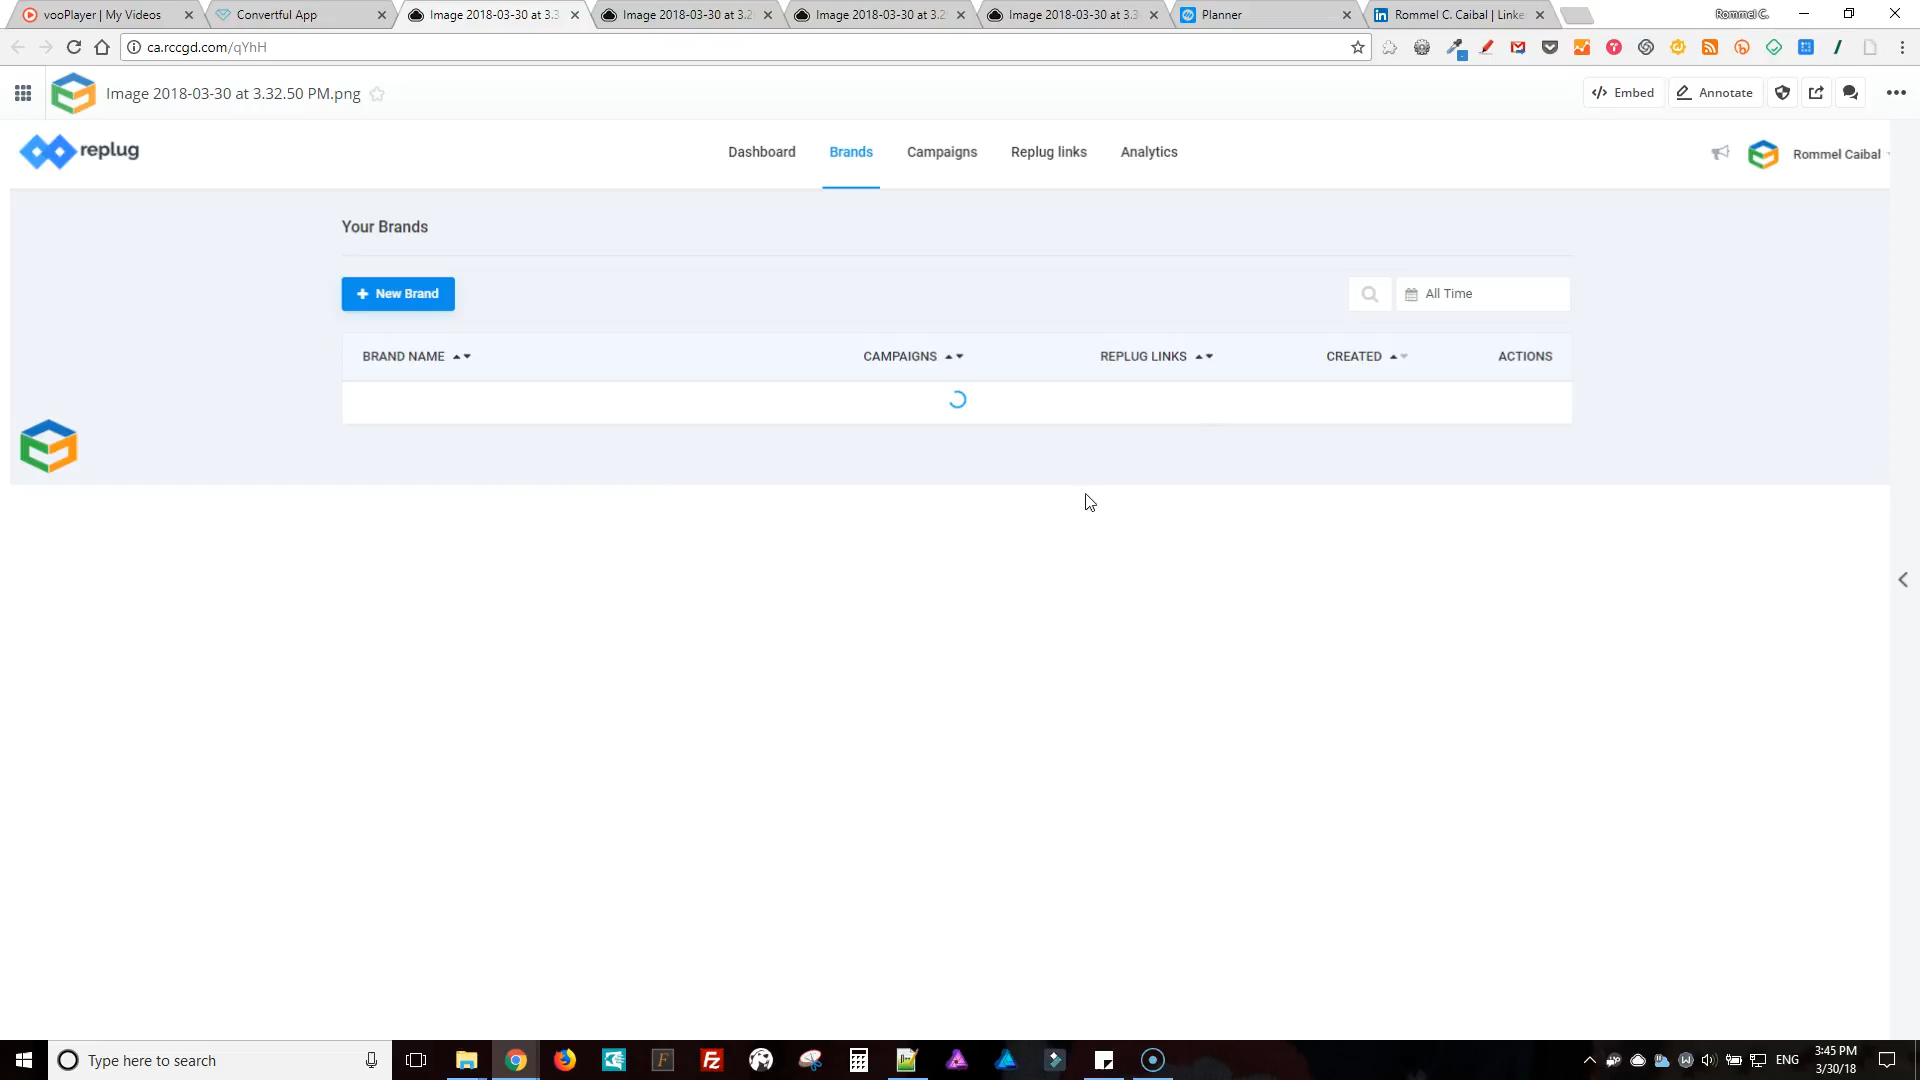 vooPlayer | My Videos
Convertful App
Image 2018-03-30 at 3.3
Image 2018-03-30 at 3.2
Image 2018-03-30 at 3.2
Image 2018-03-30 at 3.3
Planner
Rommel C. Caibal | Linke
Rommel C.
ca.rccgd.com/qYhH
Image 2018-03-30 at 3.32.50 PM.png
</> Embed
Annotate
replug
Dashboard
Brands
Campaigns
Replug links
Analytics
Rommel Caibal
Your Brands
+ New Brand
All Time
BRAND NAME
CAMPAIGNS
REPLUG LINKS
CREATED
ACTIONS
Type here to search
ENG
3:45 PM
3/30/18